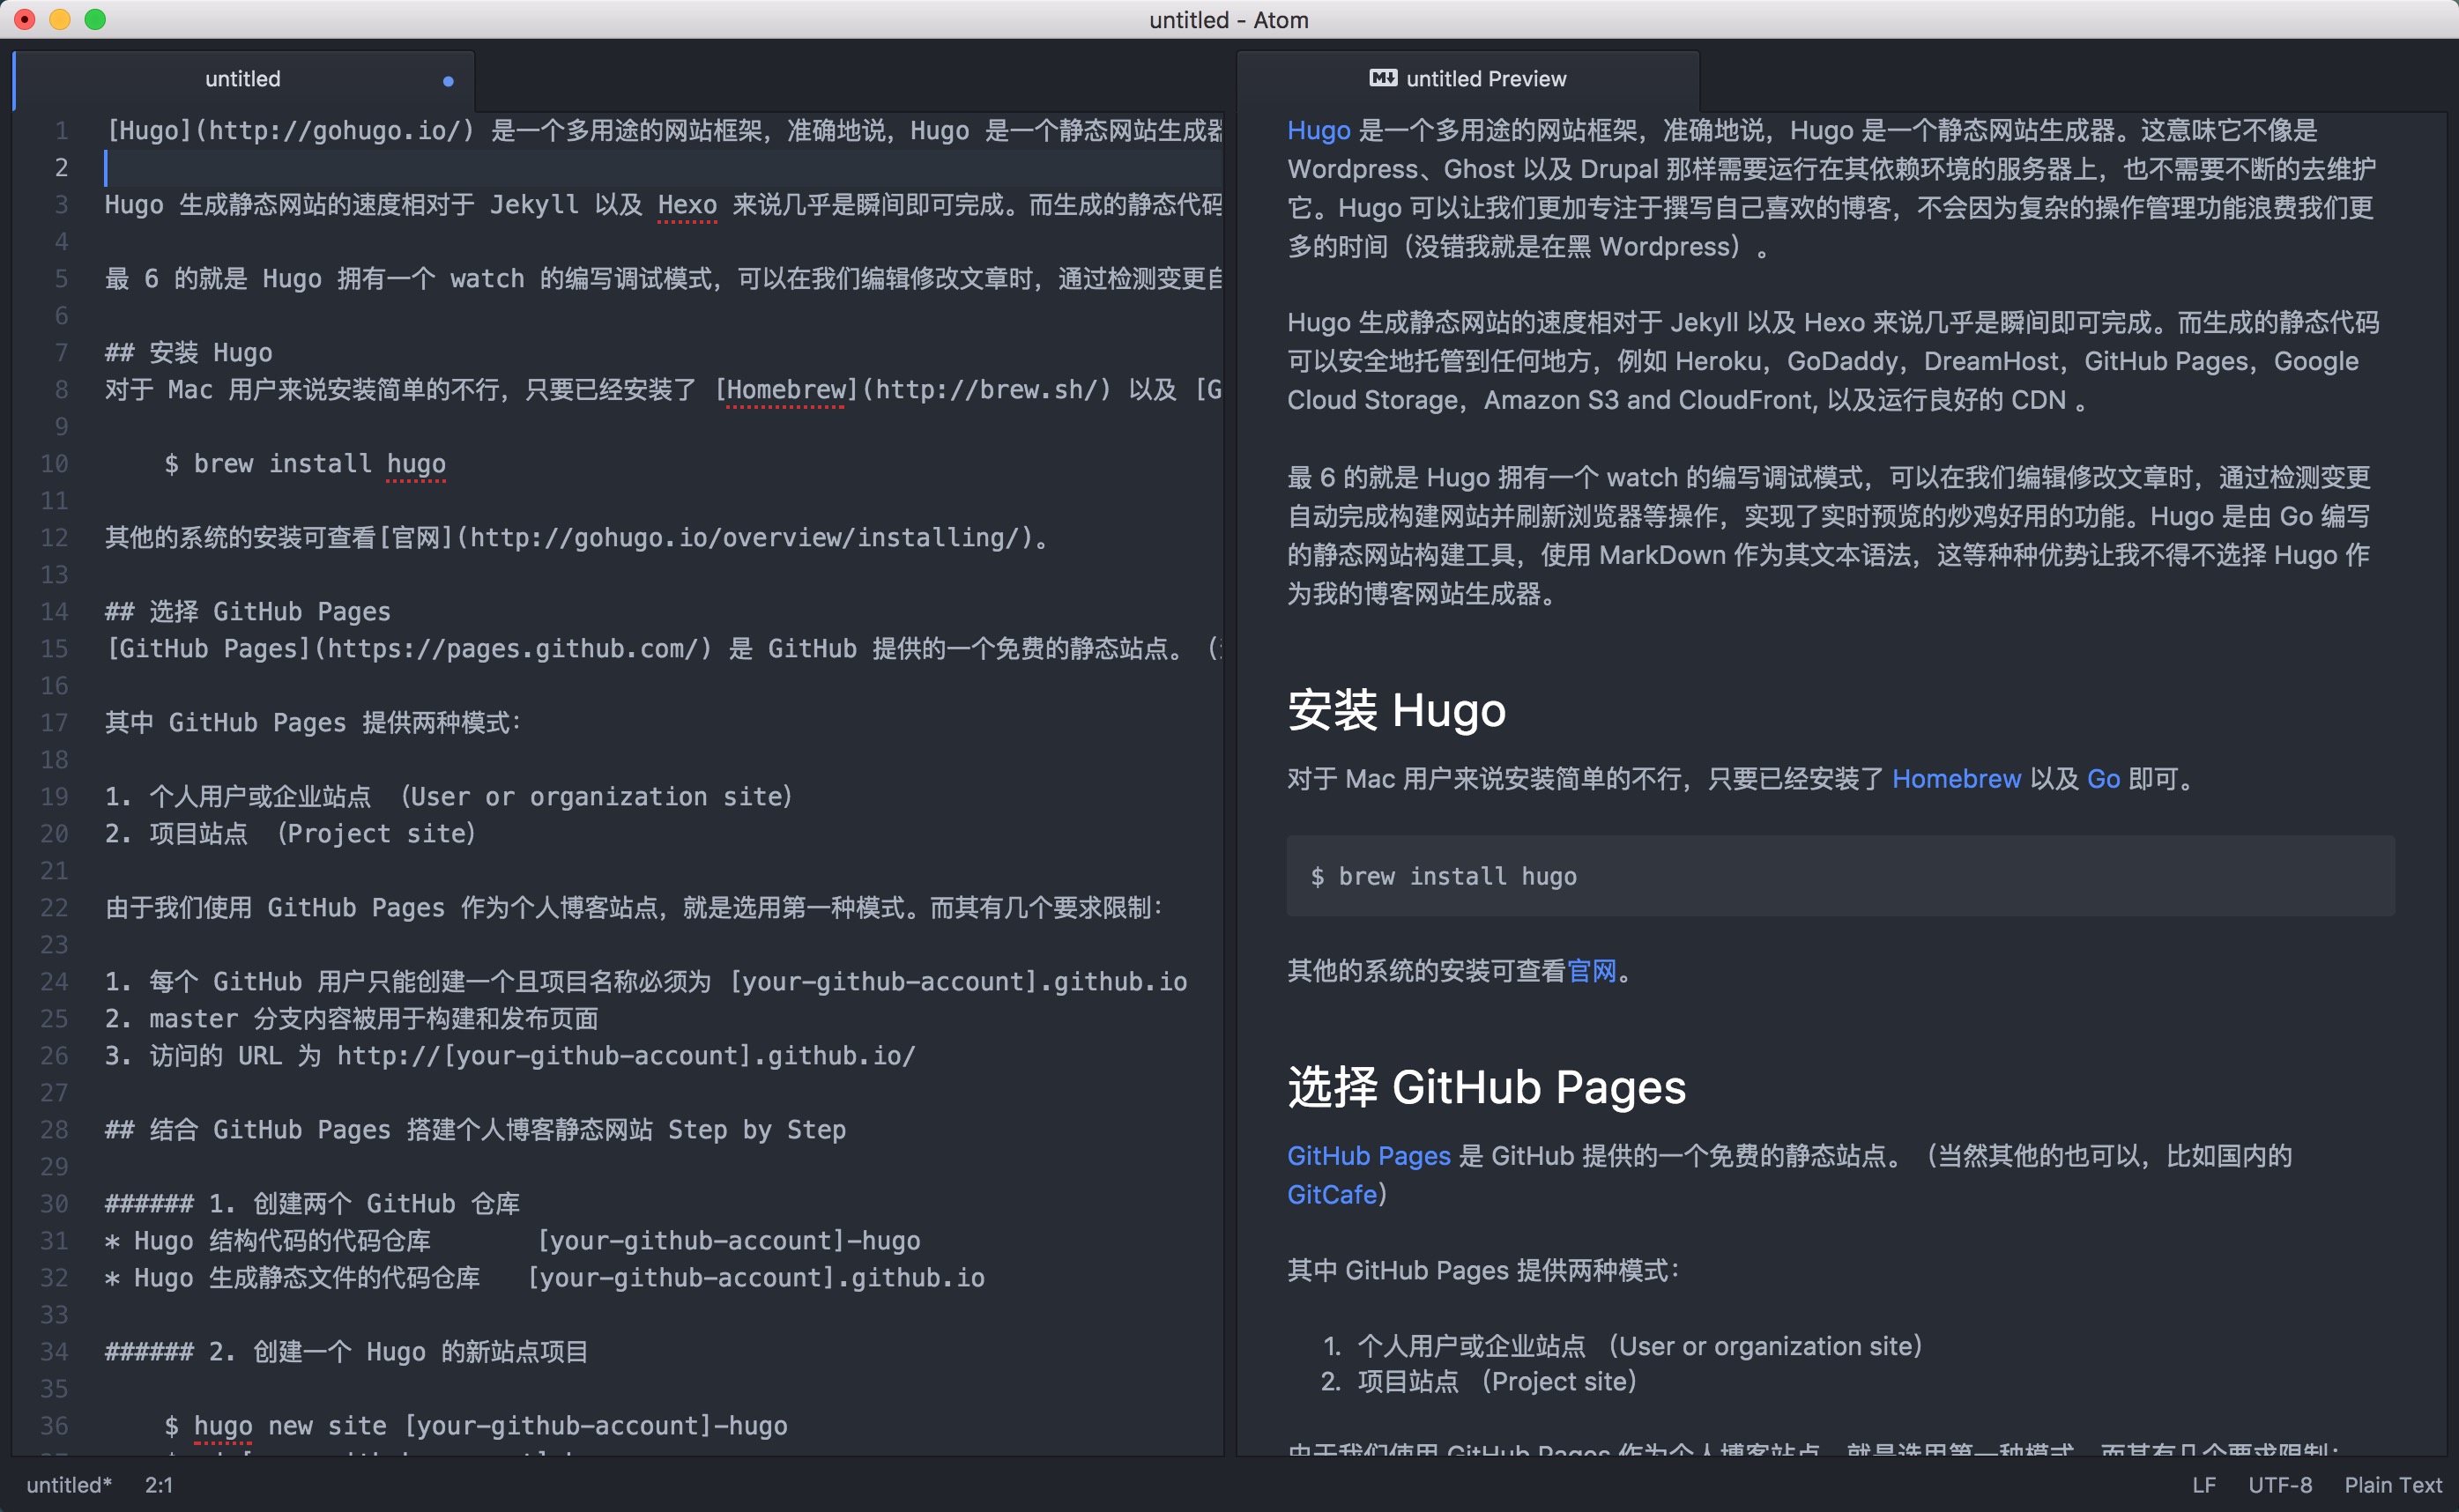 untitled - Atom
untitled
1 [Hugo](http://gohugo.io/) 是一个多用途的网站框架，准确地说，Hugo 是一个静态网站生成器
2
3 Hugo 生成静态网站的速度相对于 Jekyll 以及 Hexo 来说几乎是瞬间即可完成。而生成的静态代码
4
5 最 6 的就是 Hugo 拥有一个 watch 的编写调试模式，可以在我们编辑修改文章时，通过检测变更自
6
7 ## 安装 Hugo
8 对于 Mac 用户来说安装简单的不行，只要已经安装了 [Homebrew](http://brew.sh/) 以及 [G
9
10 $ brew install hugo
11
12 其他的系统的安装可查看[官网](http://gohugo.io/overview/installing/)。
13
14 ## 选择 GitHub Pages
15 [GitHub Pages](https://pages.github.com/) 是 GitHub 提供的一个免费的静态站点。（
16
17 其中 GitHub Pages 提供两种模式：
18
19 1. 个人用户或企业站点 （User or organization site）
20 2. 项目站点 （Project site）
21
22 由于我们使用 GitHub Pages 作为个人博客站点，就是选用第一种模式。而其有几个要求限制：
23
24 1. 每个 GitHub 用户只能创建一个且项目名称必须为 [your-github-account].github.io
25 2. master 分支内容被用于构建和发布页面
26 3. 访问的 URL 为 http://[your-github-account].github.io/
27
28 ## 结合 GitHub Pages 搭建个人博客静态网站 Step by Step
29
30 ###### 1. 创建两个 GitHub 仓库
31 * Hugo 结构代码的代码仓库 [your-github-account]-hugo
32 * Hugo 生成静态文件的代码仓库 [your-github-account].github.io
33
34 ###### 2. 创建一个 Hugo 的新站点项目
35
36 $ hugo new site [your-github-account]-hugo
untitled Preview
Hugo 是一个多用途的网站框架，准确地说，Hugo 是一个静态网站生成器。这意味它不像是
Wordpress、Ghost 以及 Drupal 那样需要运行在其依赖环境的服务器上，也不需要不断的去维护
它。Hugo 可以让我们更加专注于撰写自己喜欢的博客，不会因为复杂的操作管理功能浪费我们更
多的时间（没错我就是在黑 Wordpress）。
Hugo 生成静态网站的速度相对于 Jekyll 以及 Hexo 来说几乎是瞬间即可完成。而生成的静态代码
可以安全地托管到任何地方，例如 Heroku，GoDaddy，DreamHost，GitHub Pages，Google
Cloud Storage，Amazon S3 and CloudFront, 以及运行良好的 CDN 。
最 6 的就是 Hugo 拥有一个 watch 的编写调试模式，可以在我们编辑修改文章时，通过检测变更
自动完成构建网站并刷新浏览器等操作，实现了实时预览的炒鸡好用的功能。Hugo 是由 Go 编写
的静态网站构建工具，使用 MarkDown 作为其文本语法，这等种种优势让我不得不选择 Hugo 作
为我的博客网站生成器。
安装 Hugo
对于 Mac 用户来说安装简单的不行，只要已经安装了 Homebrew 以及 Go 即可。
$ brew install hugo
其他的系统的安装可查看官网。
选择 GitHub Pages
GitHub Pages 是 GitHub 提供的一个免费的静态站点。（当然其他的也可以，比如国内的
GitCafe）
其中 GitHub Pages 提供两种模式：
1. 个人用户或企业站点 （User or organization site）
2. 项目站点 （Project site）
由于我们使用 GitHub Pages 作为个人博客站点，就是选用第一种模式。而其有几个要求限制：
untitled* 2:1
LF UTF-8 Plain Text